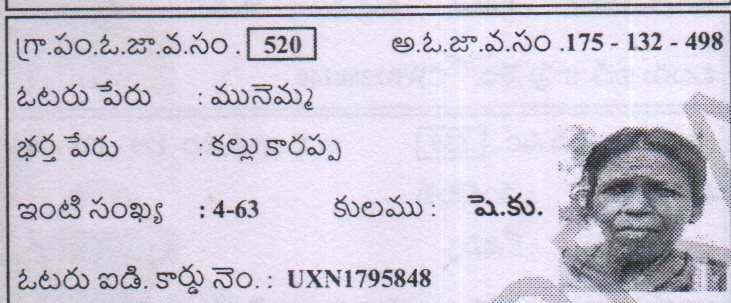 గ్రా.పం.ఓ.జా.వ.సం. 520 అ.ఓ.జా.వ.సం .175 - 132 - 498
ఓటరు పేరు : మునెమ్మ
భర్త పేరు : కల్లు కారప్ప
ఇంటి సంఖ్య : 4-63 కులము : షె.కు.
ఓటరు ఐడి. కార్డు నెం. : UXN1795848